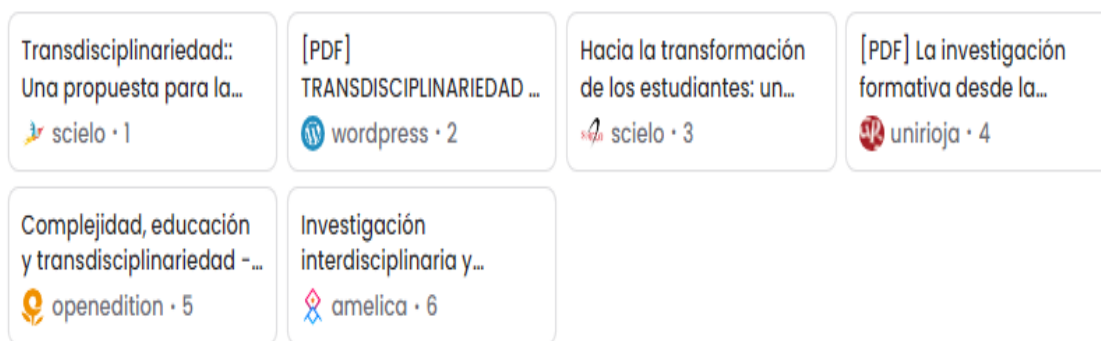 Transdisciplinariedad::
Una propuesta para la...
scielo · 1
[PDF]
TRANSDISCIPLINARIEDAD ...
wordpress · 2
Hacia la transformación
de los estudiantes: un...
scielo · 3
[PDF] La investigación
formativa desde la...
unirioja · 4
Complejidad, educación
y transdisciplinariedad -...
openedition · 5
Investigación
interdisciplinaria y...
amelica · 6